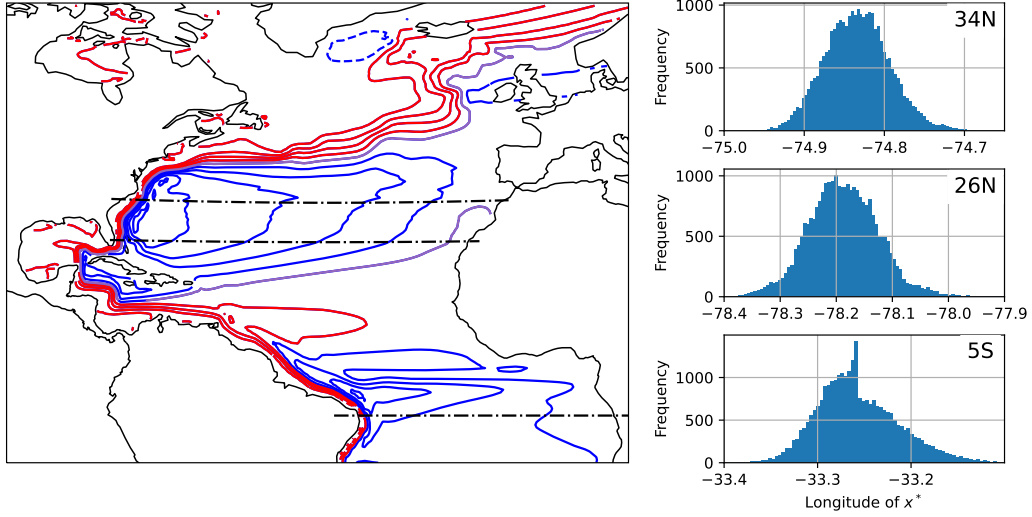 34N
Frequency
1000
500
0
−75.0 −74.9 −74.8 −74.7
26N
Frequency
1000
500
0
−78.4 −78.3 −78.2 −78.1 −78.0 −77.9
5S
Frequency
1000
500
0
−33.4 −33.3 −33.2
Longitude of x*